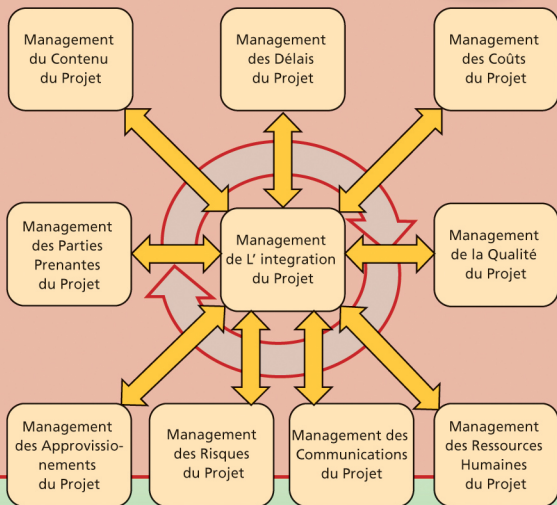 Management
du Contenu
du Projet
Management
des Délais
du Projet
Management
des Coûts
du Projet
Management
des Parties
Prenantes
du Projet
Management
de L' integration
du Projet
Management
de la Qualité
du Projet
Management
des Approvissio-
nements
du Projet
Management
des Risques
du Projet
Management des
Communications
du Projet
Management
des Ressources
Humaines
du Projet